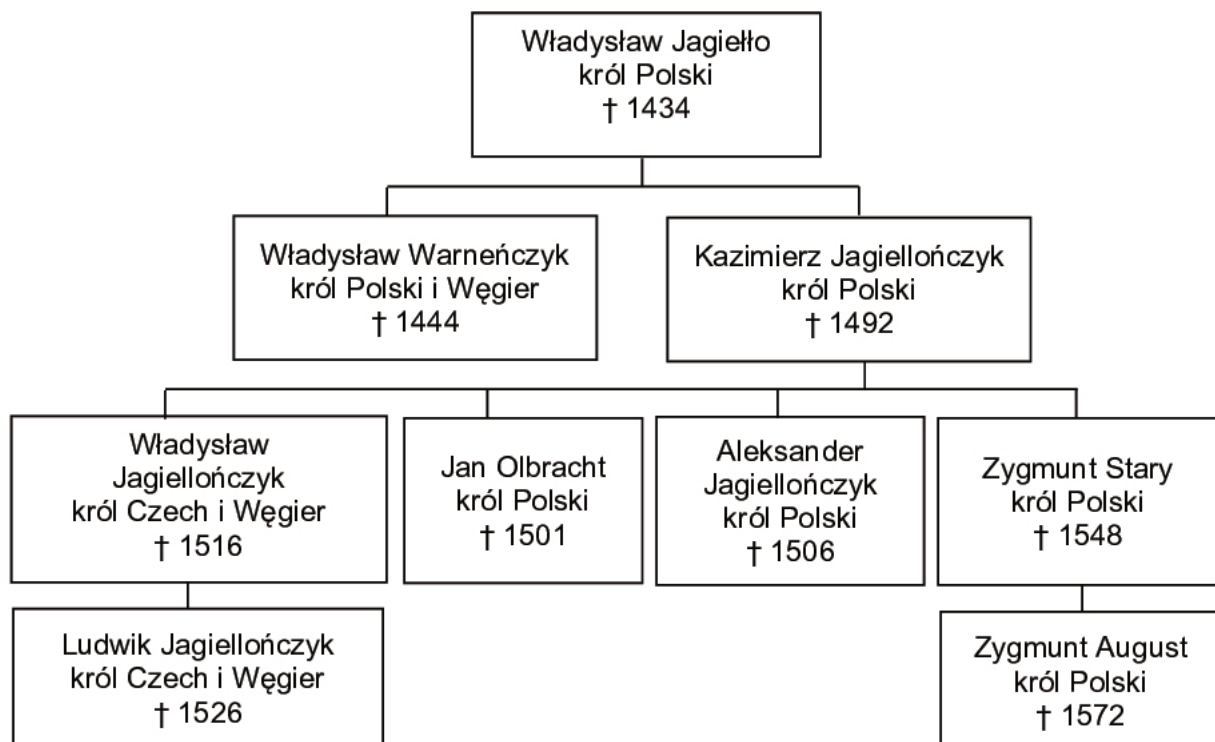 Władysław Jagiełło
król Polski
† 1434
Władysław Warneńczyk
król Polski i Węgier
† 1444
Kazimierz Jagiellończyk
król Polski
† 1492
Władysław
Jagiellończyk
król Czech i Węgier
† 1516
Jan Olbracht
król Polski
† 1501
Aleksander
Jagiellończyk
król Polski
† 1506
Zygmunt Stary
król Polski
† 1548
Ludwik Jagiellończyk
król Czech i Węgier
† 1526
Zygmunt August
król Polski
† 1572